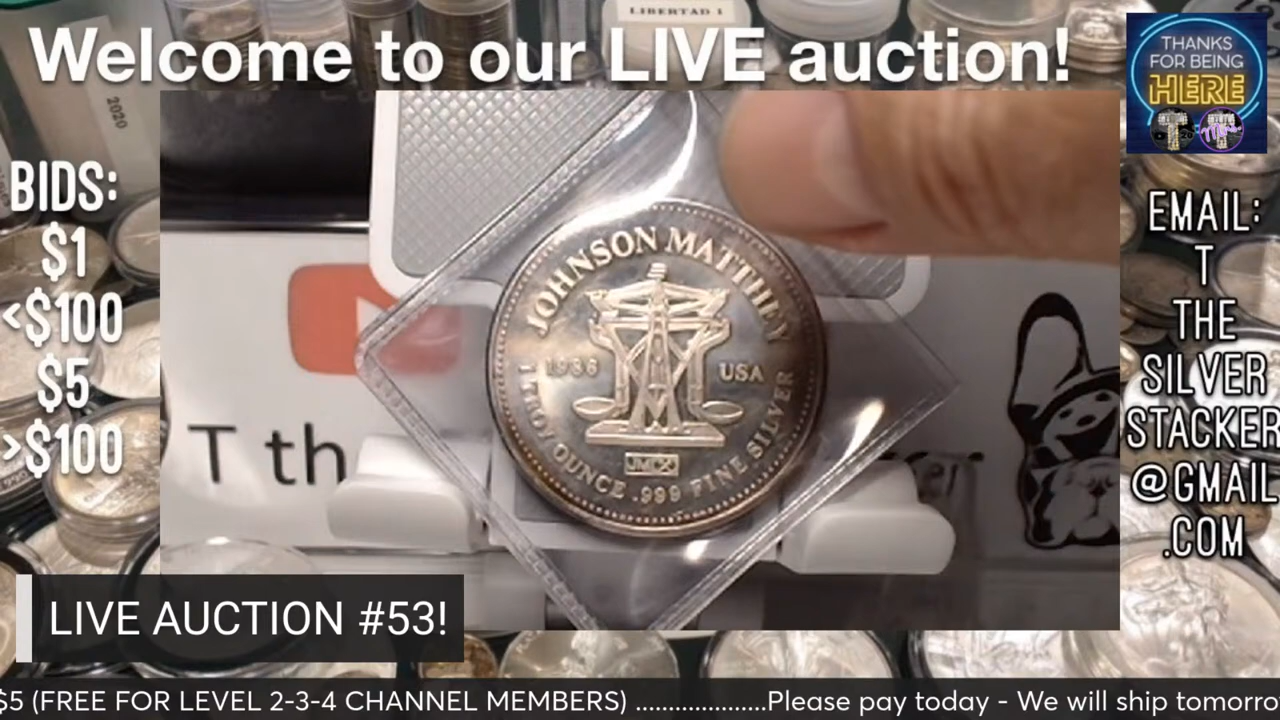 LIBERTAD 1
Welcome to our LIVE auction!
THANKS
FOR BEING
HERE
2020
BIDS:
$1
<$100
$5
>$100
JOHNSON MATTHEY
1986 USA
1 TROY OUNCE .999 FINE SILVER
T th
EMAIL:
T
THE
SILVER
STACKER
@GMAIL
.COM
LIVE AUCTION #53!
$5 (FREE FOR LEVEL 2-3-4 CHANNEL MEMBERS) ....................Please pay today - We will ship tomorro